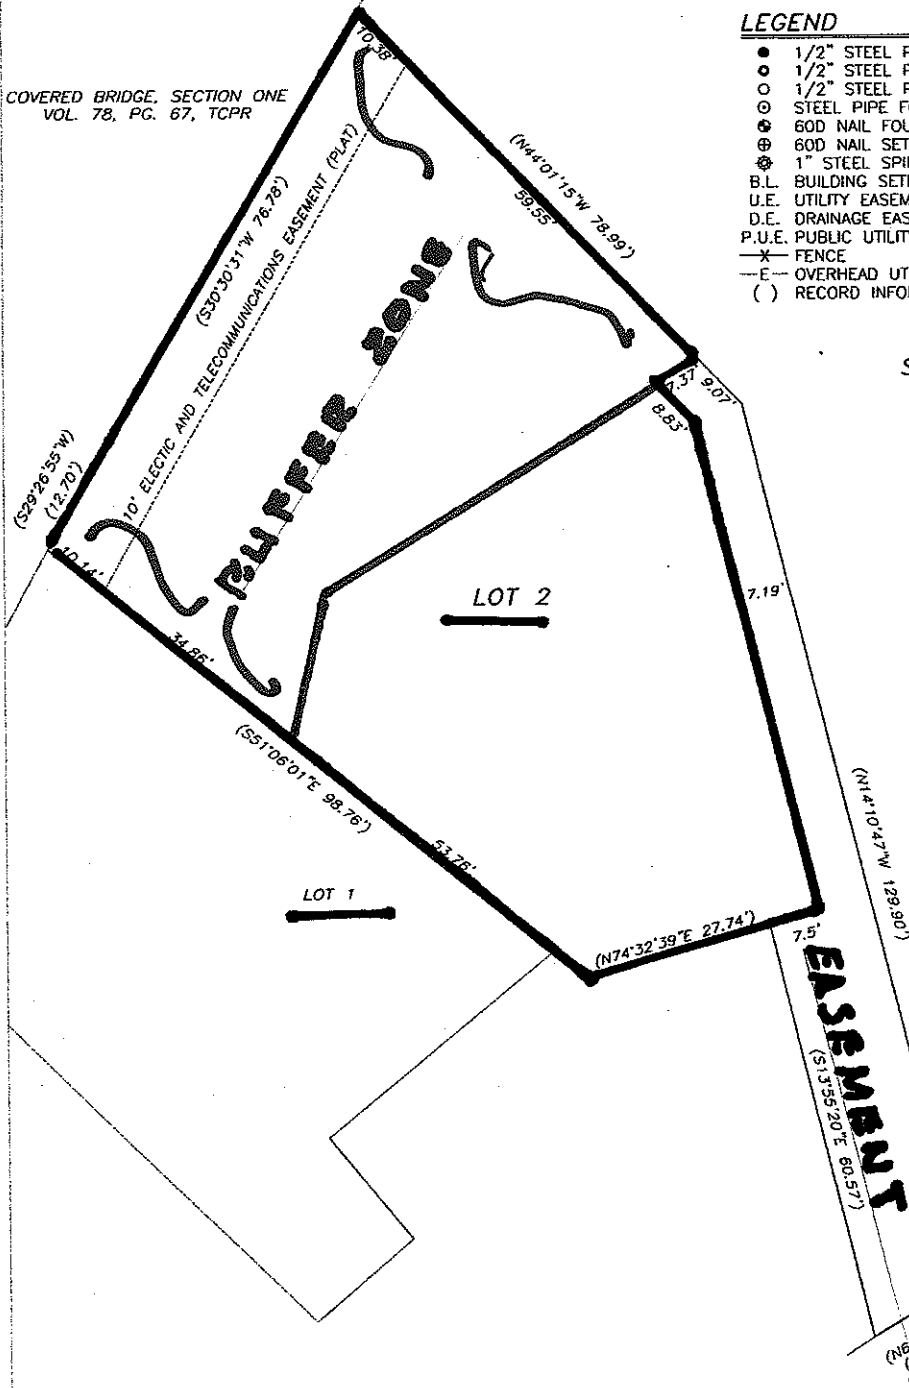 LEGEND
1/2" STEEL
1/2" STEEL
1/2" STEEL
STEEL PIPE
60D NAIL
60D NAIL SET
1" STEEL
B.L. BUILDING
U.E. UTILITY
D.E. DRAINAGE
P.U.E. PUBLIC UTILITY
—X— FENCE
—E— OVERHEAD
( ) RECORD
COVERED BRIDGE, SECTION ONE
VOL. 78, PG. 67, TCPR
10.38'
(N44°01'15"W 78.99')
59.55'
(S30°30'31"W 76.78')
10' ELECTIC AND TELECOMMUNICATIONS EASEMENT (PLAT)
BUFFER ZONE
7.37
9.07'
8.83'
(S29°26'55"W)
(12.70')
10.14'
34.86'
LOT 2
7.19'
(S51°06'01"E 98.76')
53.76'
LOT 1
(N74°32'39"E 27.74')
7.5'
(N14°10'47"W 129.90')
EASEMENT
(S13°55'20"E 60.57')